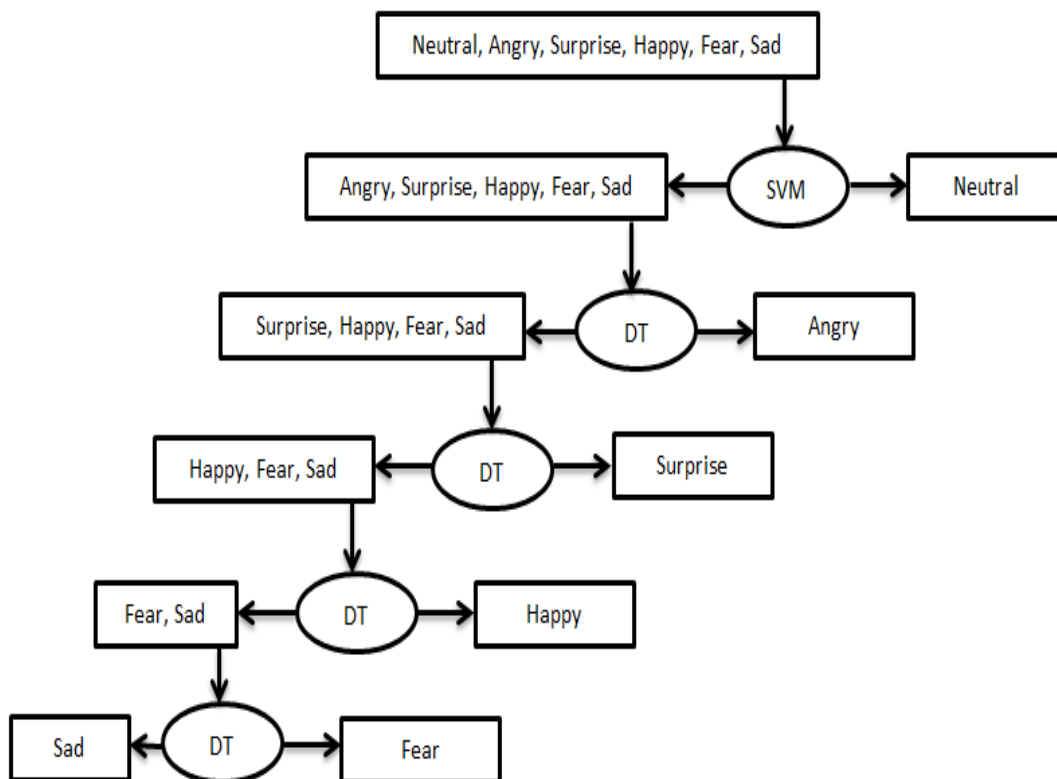 Neutral, Angry, Surprise, Happy, Fear, Sad
Angry, Surprise, Happy, Fear, Sad
SVM
Neutral
Surprise, Happy, Fear, Sad
DT
Angry
Happy, Fear, Sad
DT
Surprise
Fear, Sad
DT
Happy
Sad
DT
Fear